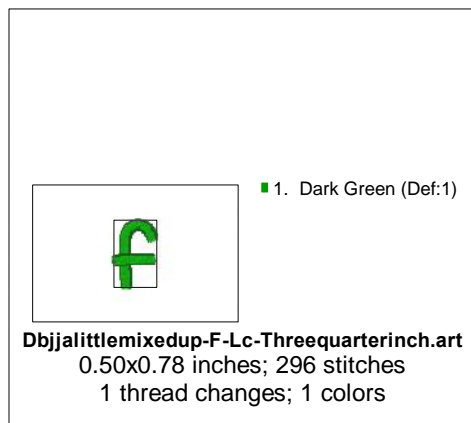 1. Dark Green (Def:1)
f
Dbjjalittlemixedup-F-Lc-Threequarterinch.art
0.50x0.78 inches; 296 stitches
1 thread changes; 1 colors